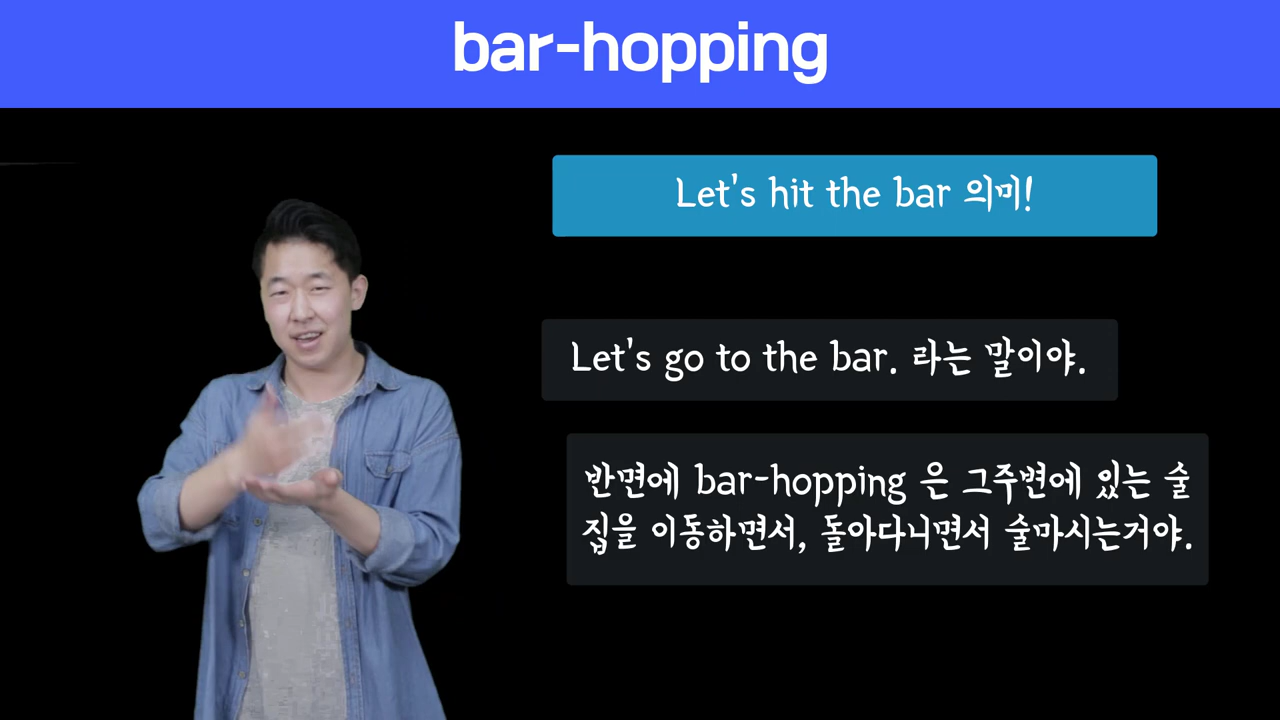 bar-hopping
Let's hit the bar 의미!
Let's go to the bar. 라는 말이야.
반면에 bar-hopping 은 그주변에 있는 술
집을 이동하면서, 돌아다니면서 술마시는거야.